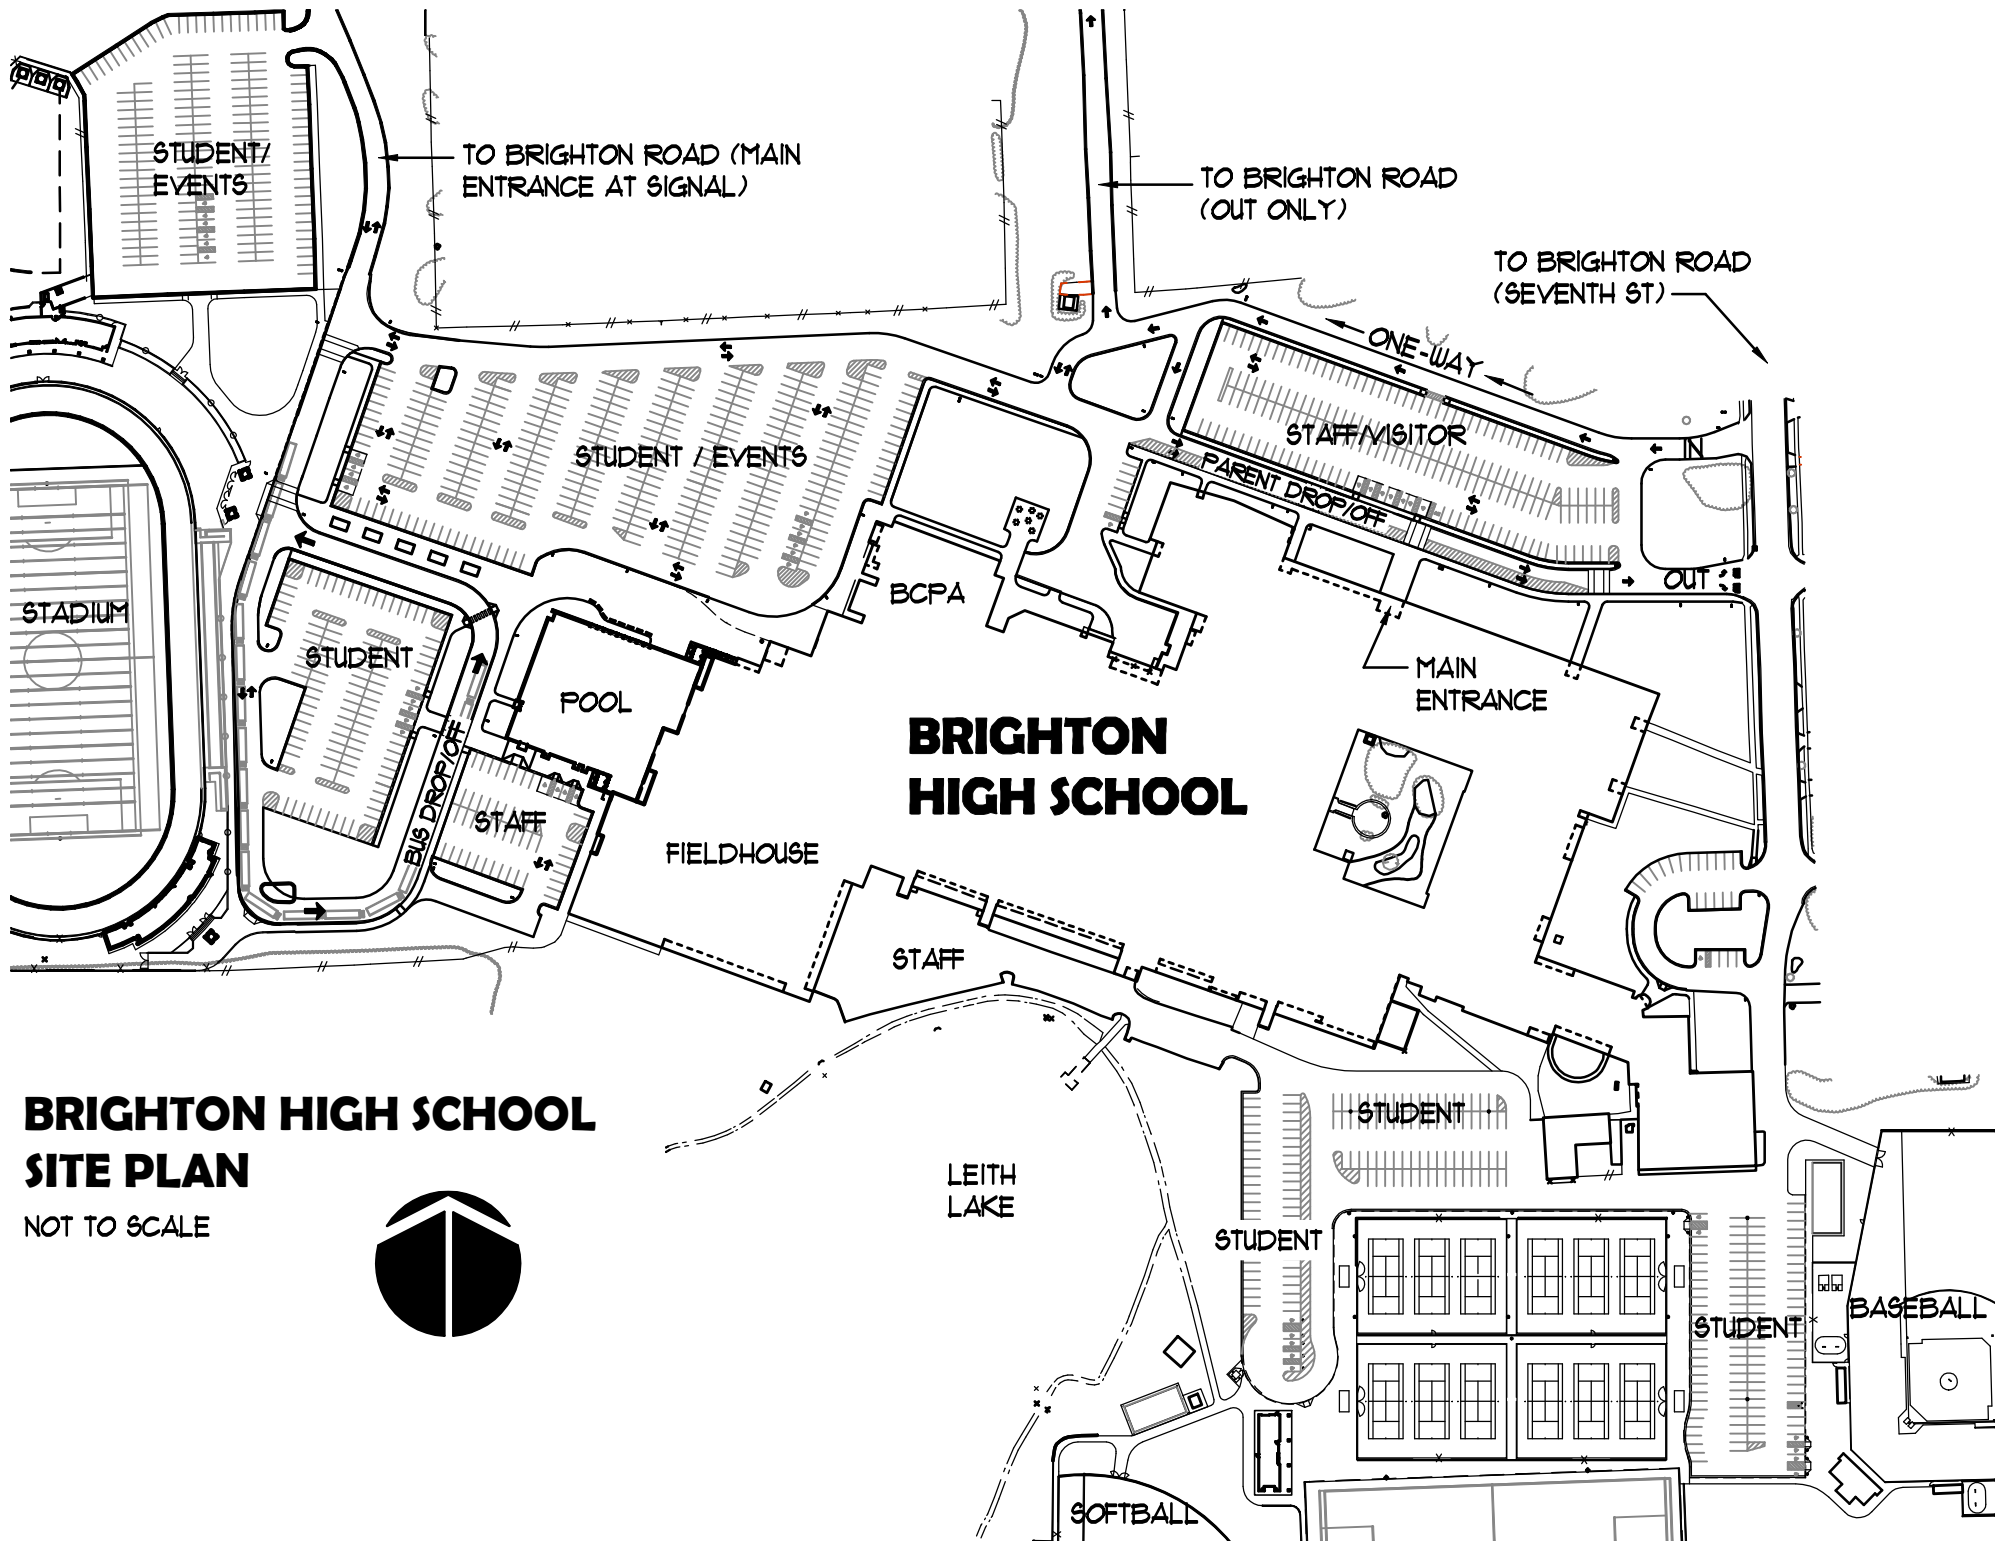 STUDENT/
EVENTS
TO BRIGHTON ROAD (MAIN
ENTRANCE AT SIGNAL)
TO BRIGHTON ROAD
(OUT ONLY)
TO BRIGHTON ROAD
(SEVENTH ST)
ONE-WAY
STAFF/VISITOR
STUDENT / EVENTS
PARENT DROP/OFF
OUT
BCPA
STADIUM
STUDENT
MAIN
ENTRANCE
POOL
BRIGHTON
HIGH SCHOOL
BUS DROP/OFF
STAFF
FIELDHOUSE
STAFF
BRIGHTON HIGH SCHOOL
SITE PLAN
NOT TO SCALE
STUDENT
LEITH
LAKE
STUDENT
BASEBALL
STUDENT
SOFTBALL